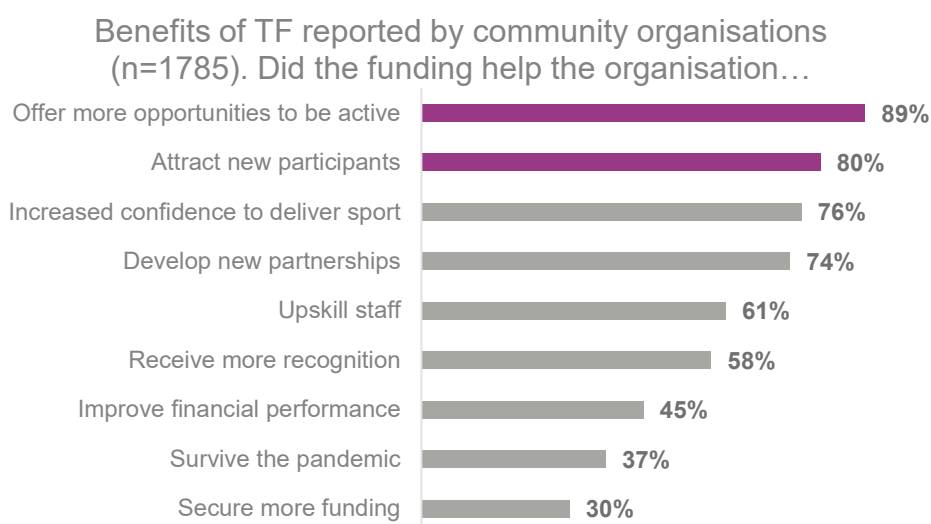 Benefits of TF reported by community organisations
(n=1785). Did the funding help the organisation…
Offer more opportunities to be active 89%
Attract new participants 80%
Increased confidence to deliver sport 76%
Develop new partnerships 74%
Upskill staff 61%
Receive more recognition 58%
Improve financial performance 45%
Survive the pandemic 37%
Secure more funding 30%